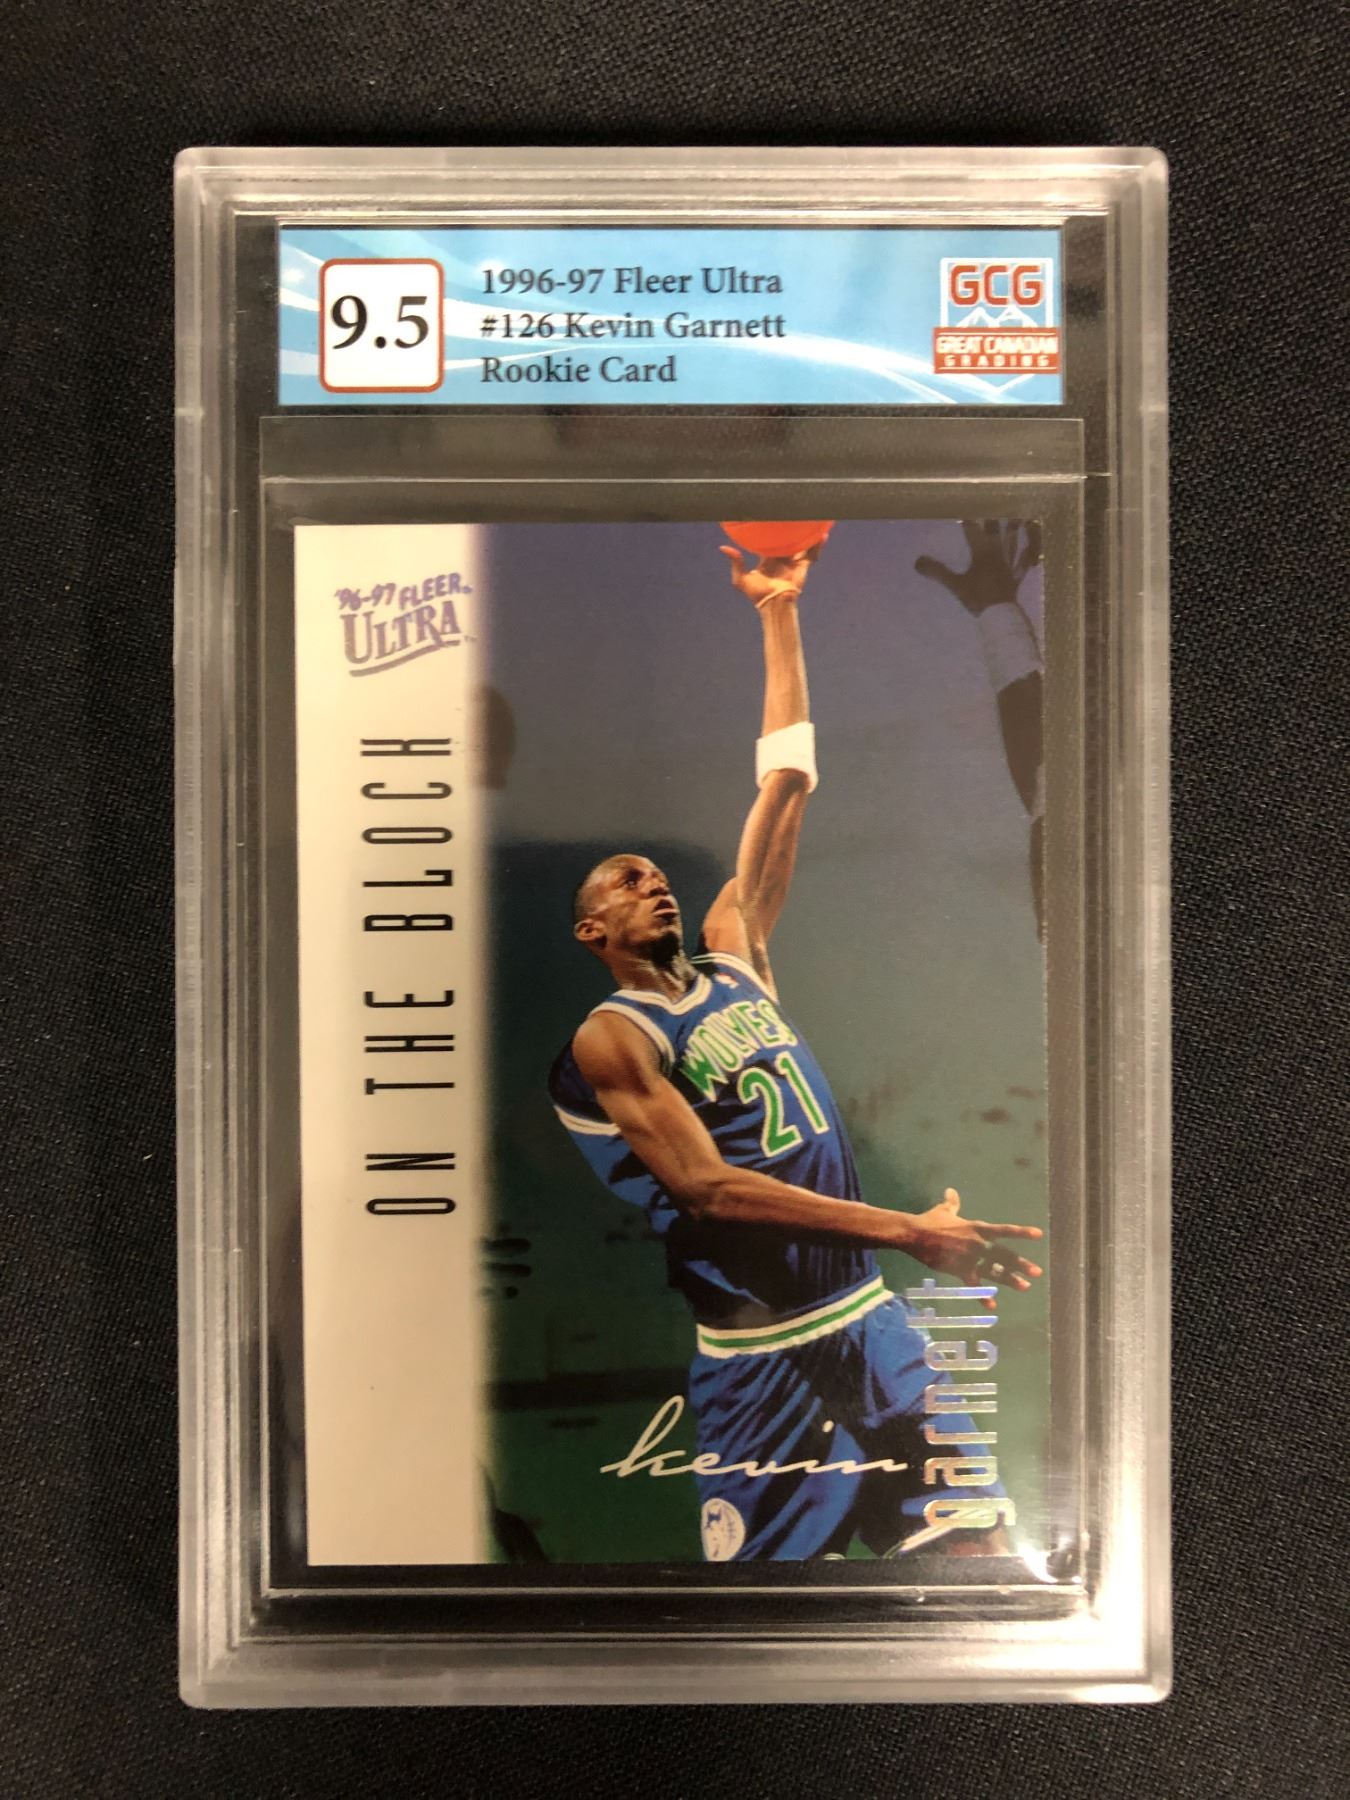 9.5
1996-97 Fleer Ultra
#126 Kevin Garnett
Rookie Card
GCG
GREAT CANADIAN
GRADING
'96-97 FLEER
ULTRA
ON THE BLOCK
WOLVES
21
kevin
garnett